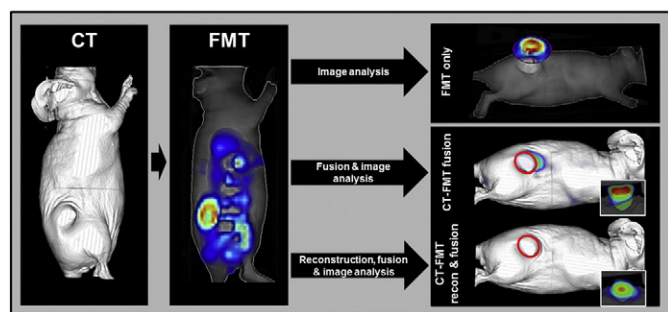 CT
FMT
Image analysis
FMT only
Fusion & image
analysis
CT-FMT fusion
Reconstruction, fusion
& image analysis
CT-FMT
recon & fusion